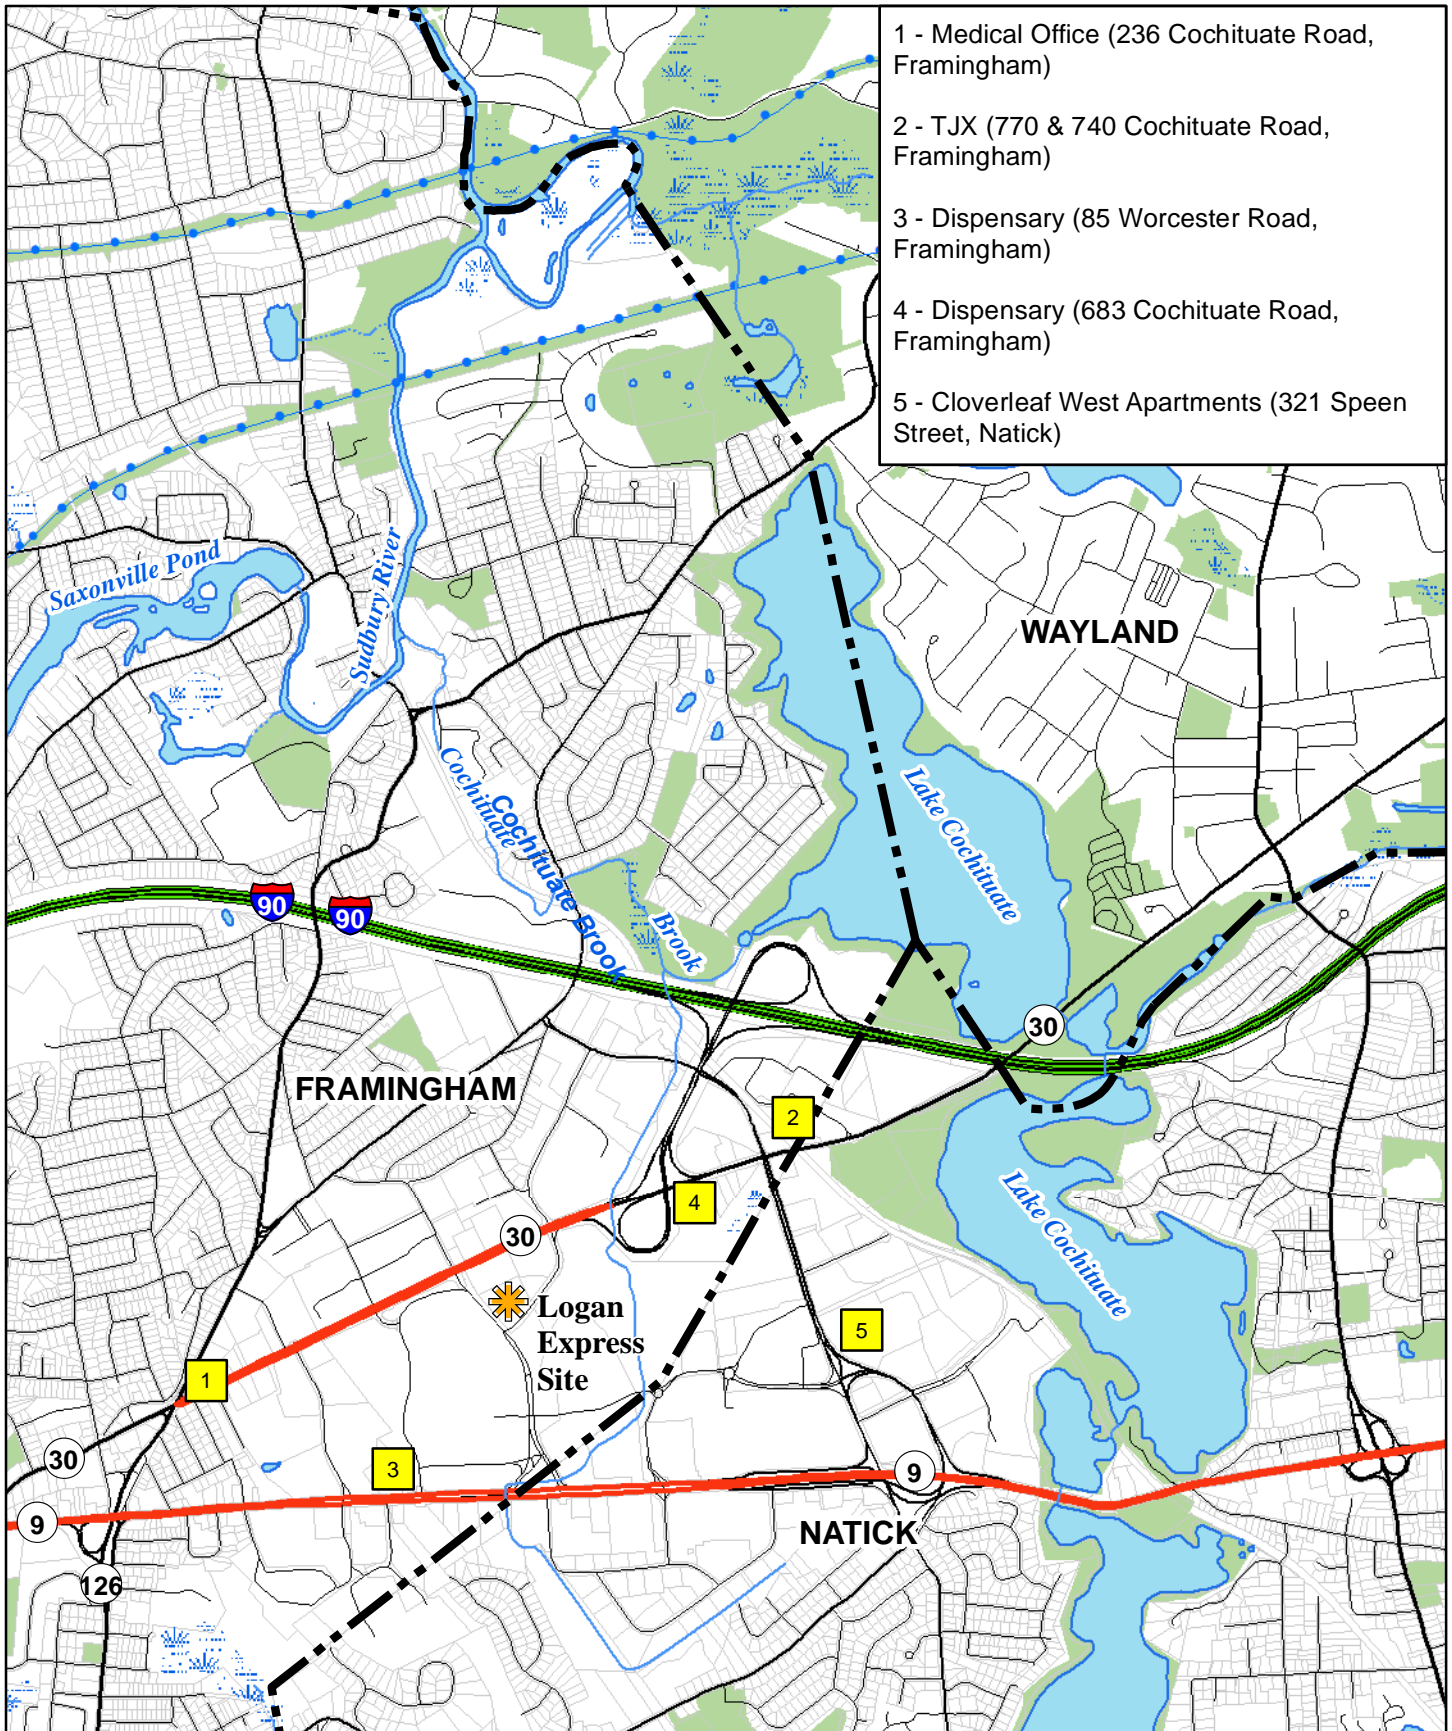 1 - Medical Office (236 Cochituate Road,
Framingham)
2 - TJX (770 & 740 Cochituate Road,
Framingham)
3 - Dispensary (85 Worcester Road,
Framingham)
4 - Dispensary (683 Cochituate Road,
Framingham)
5 - Cloverleaf West Apartments (321 Speen
Street, Natick)
Saxonville Pond
Sudbury River
WAYLAND
Cochituate
Brook
Cochituate Brook
Lake Cochituate
90
90
30
FRAMINGHAM
2
4
30
Lake Cochituate
Logan
Express
Site
5
1
30
3
9
9
NATICK
126